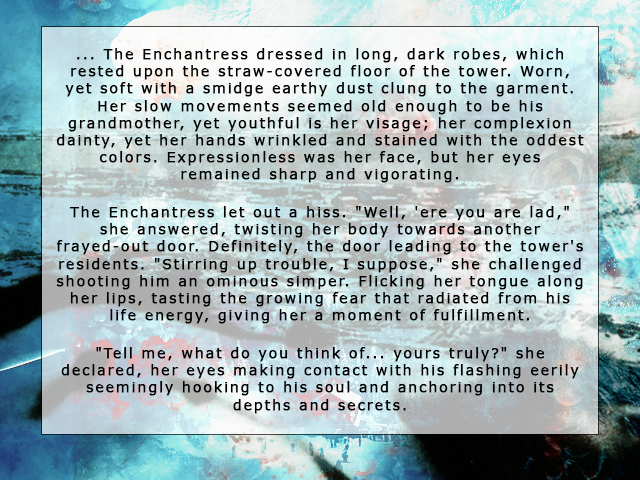 ... The Enchantress dressed in long, dark robes, which
rested upon the straw-covered floor of the tower. Worn,
yet soft with a smidge earthy dust clung to the garment.
Her slow movements seemed old enough to be his
grandmother, yet youthful is her visage; her complexion
dainty, yet her hands wrinkled and stained with the oddest
colors. Expressionless was her face, but her eyes
remained sharp and vigorating.
The Enchantress let out a hiss. "Well, 'ere you are lad,"
she answered, twisting her body towards another
frayed-out door. Definitely, the door leading to the tower's
residents. "Stirring up trouble, I suppose," she challenged
shooting him an ominous simper. Flicking her tongue along
her lips, tasting the growing fear that radiated from his
life energy, giving her a moment of fulfillment.
"Tell me, what do you think of... yours truly?" she
declared, her eyes making contact with his flashing eerily
seemingly hooking to his soul and anchoring into its
depths and secrets.